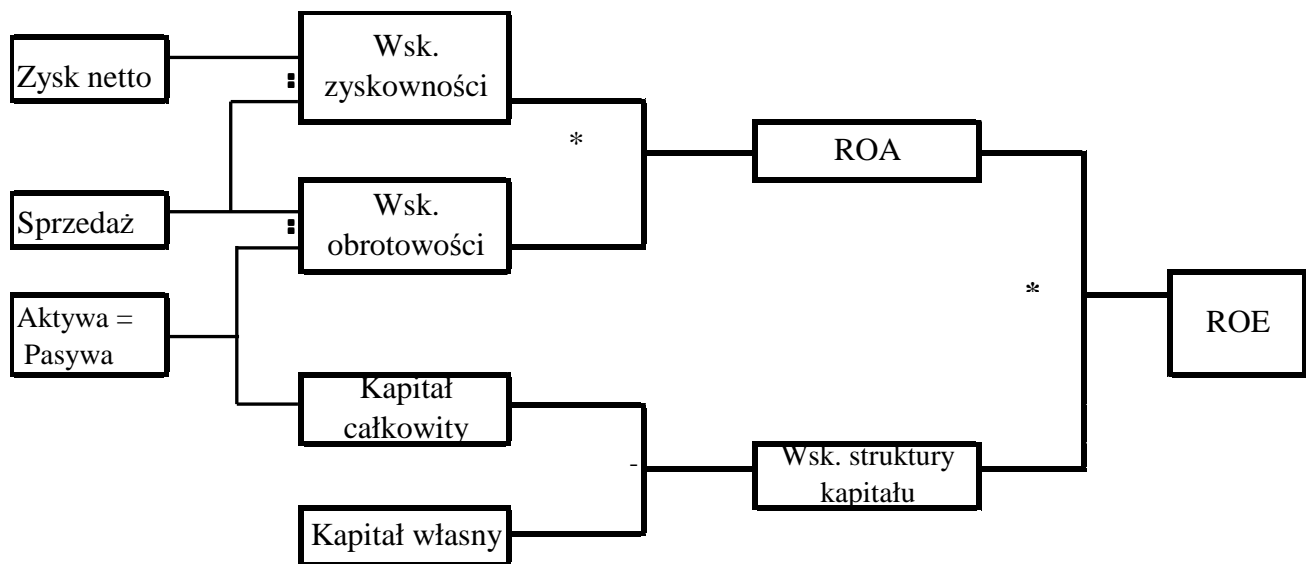 Zysk netto
:
Wsk.
zyskowności
*
ROA
Sprzedaż
:
Wsk.
obrotowości
*
Aktywa =
Pasywa
ROE
Kapitał
całkowity
-
Wsk. struktury
kapitału
Kapitał własny